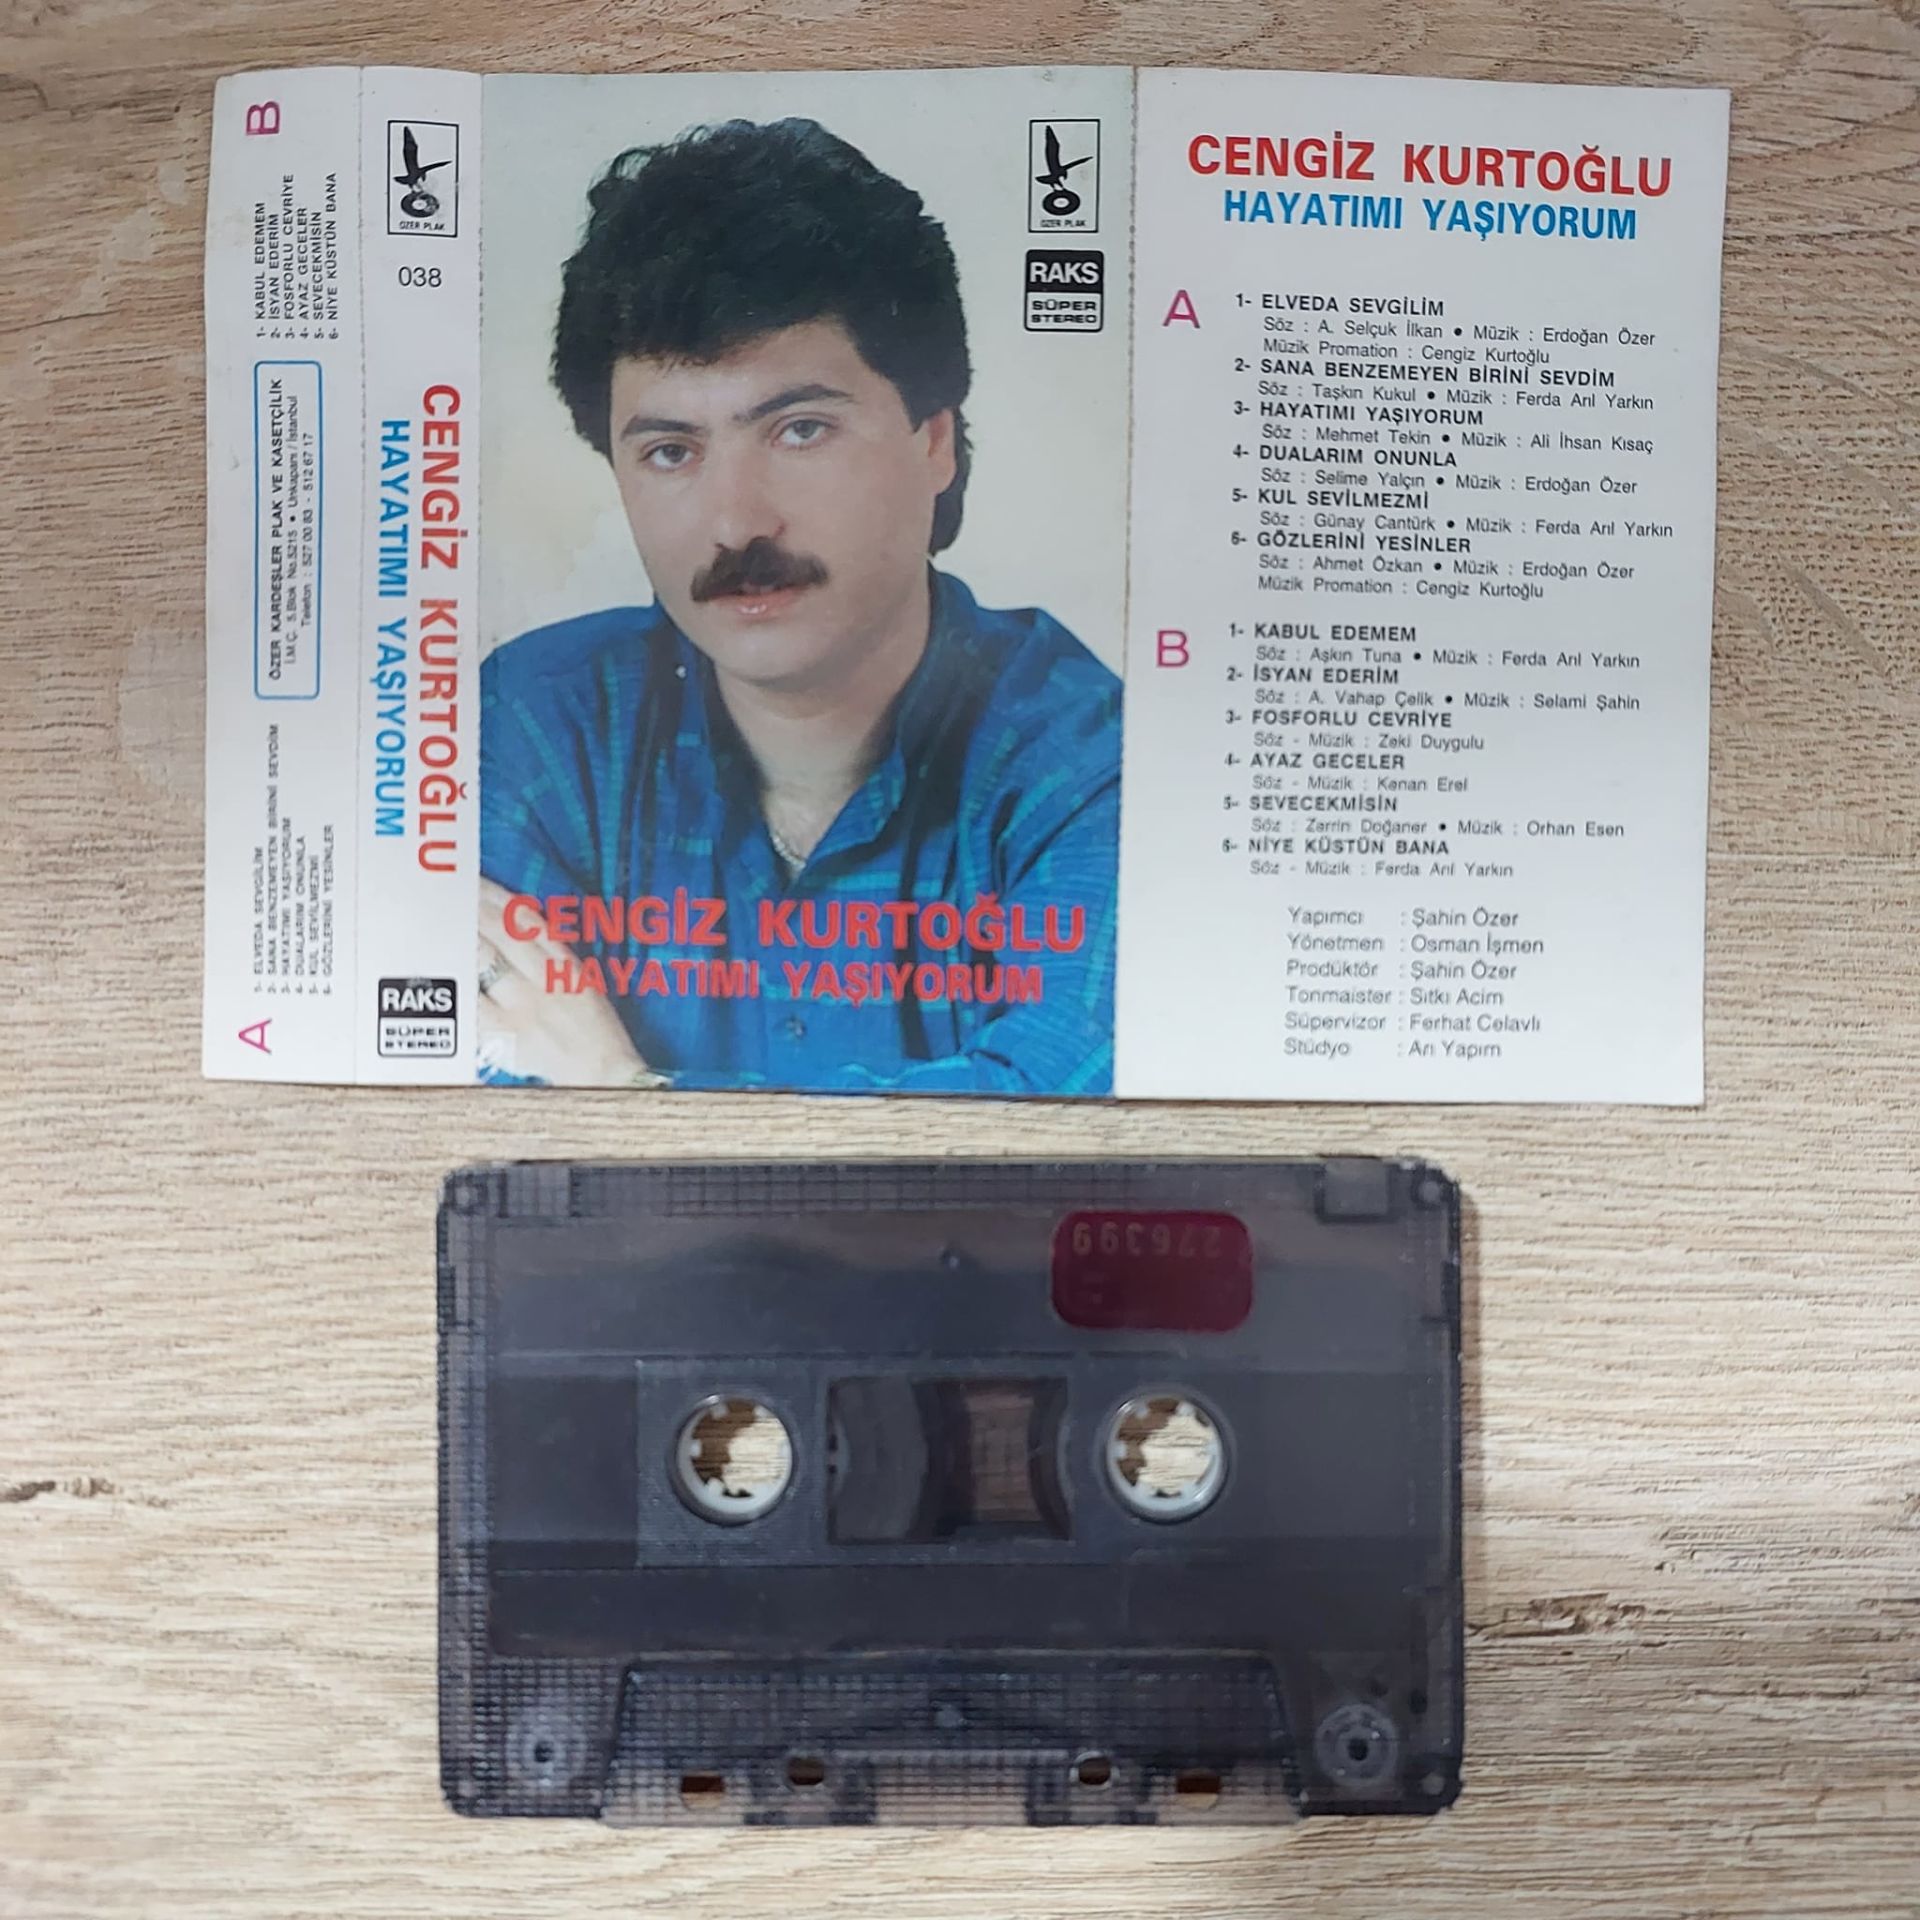 B
1- KABUL EDEMEM
2- İSYAN EDERİM
3- FOSFORLU CEVRİYE
4- AYAZ GECELER
5- SEVECEKMİSİN
6- NİYE KÜSTÜN BANA
ÖZER KARDEŞLER PLAK VE KASETÇİLİK
İ.M.Ç. 5.Blok No.5215 • Unkapanı / İstanbul
Telefon : 527 00 83 - 512 67 17
A
1- ELVEDA SEVGİLİM
2- SANA BENZEMEYEN BİRİNİ SEVDİM
3- HAYATIMI YAŞIYORUM
4- DUALARIM ONUNLA
5- KUL SEVİLMEZMİ
6- GÖZLERİNİ YESİNLER
ÖZER PLAK
038
CENGİZ KURTOĞLU
HAYATIMI YAŞIYORUM
RAKS
SÜPER
STEREO
ÖZER PLAK
RAKS
SÜPER
STEREO
CENGİZ KURTOĞLU
HAYATIMI YAŞIYORUM
CENGİZ KURTOĞLU
HAYATIMI YAŞIYORUM
A
1- ELVEDA SEVGİLİM
Söz : A. Selçuk İlkan • Müzik : Erdoğan Özer
Müzik Promation : Cengiz Kurtoğlu
2- SANA BENZEMEYEN BİRİNİ SEVDİM
Söz : Taşkın Kukul • Müzik : Ferda Arıl Yarkın
3- HAYATIMI YAŞIYORUM
Söz : Mehmet Tekin • Müzik : Ali İhsan Kısaç
4- DUALARIM ONUNLA
Söz : Selime Yalçın • Müzik : Erdoğan Özer
5- KUL SEVİLMEZMİ
Söz : Günay Cantürk • Müzik : Ferda Arıl Yarkın
6- GÖZLERİNİ YESİNLER
Söz : Ahmet Özkan • Müzik : Erdoğan Özer
Müzik Promation : Cengiz Kurtoğlu
B
1- KABUL EDEMEM
Söz : Aşkın Tuna • Müzik : Ferda Arıl Yarkın
2- İSYAN EDERİM
Söz : A. Vahap Çelik • Müzik : Selami Şahin
3- FOSFORLU CEVRİYE
Söz - Müzik : Zeki Duygulu
4- AYAZ GECELER
Söz - Müzik : Kenan Erel
5- SEVECEKMİSİN
Söz : Zerrin Doğaner • Müzik : Orhan Esen
6- NİYE KÜSTÜN BANA
Söz - Müzik : Ferda Arıl Yarkın
Yapımcı : Şahin Özer
Yönetmen : Osman İşmen
Prodüktör : Şahin Özer
Tonmaister : Sıtkı Acim
Süpervizor : Ferhat Celavlı
Stüdyo : Arı Yapım
276399